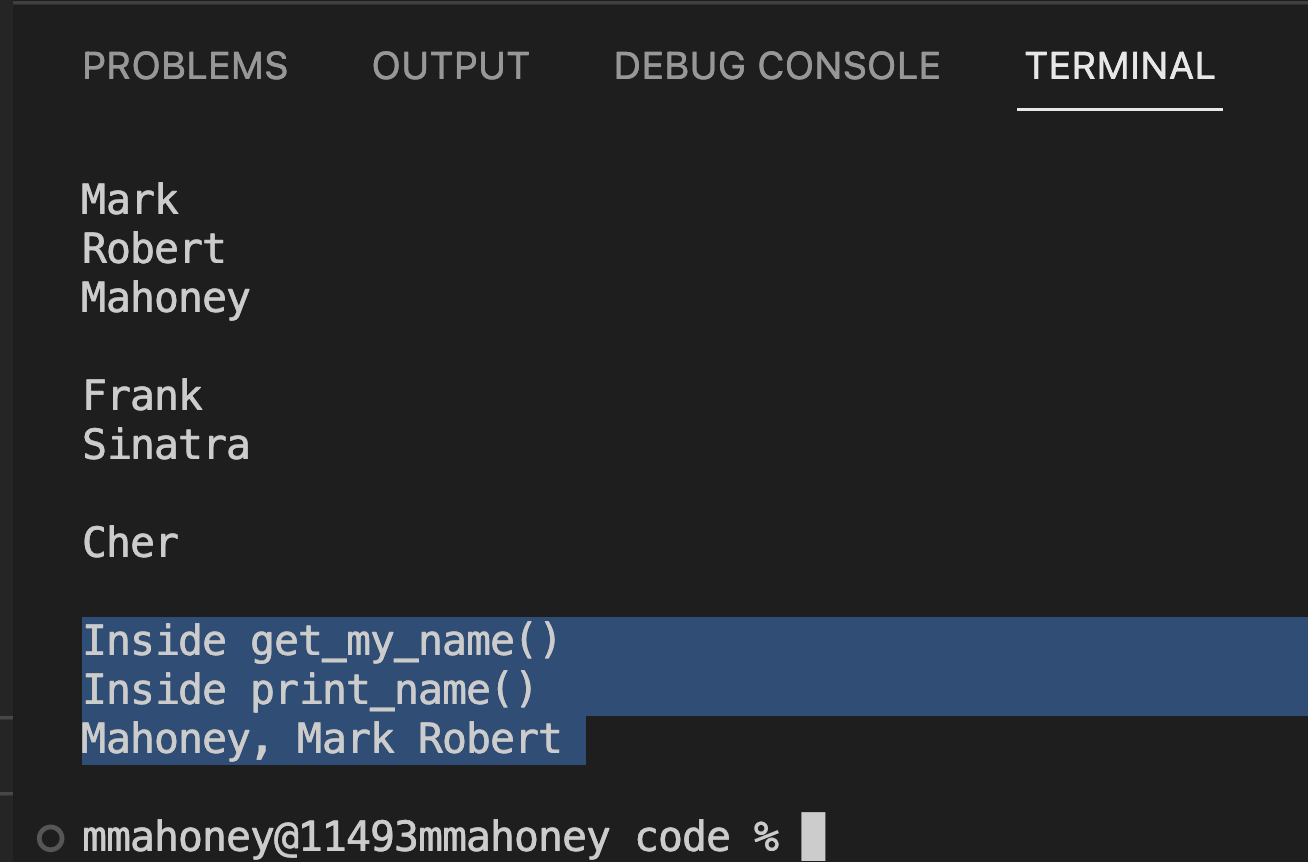 PROBLEMS OUTPUT DEBUG CONSOLE TERMINAL
Mark
Robert
Mahoney
Frank
Sinatra
Cher
Inside get_my_name()
Inside print_name()
Mahoney, Mark Robert
mmahoney@11493mmahoney code %